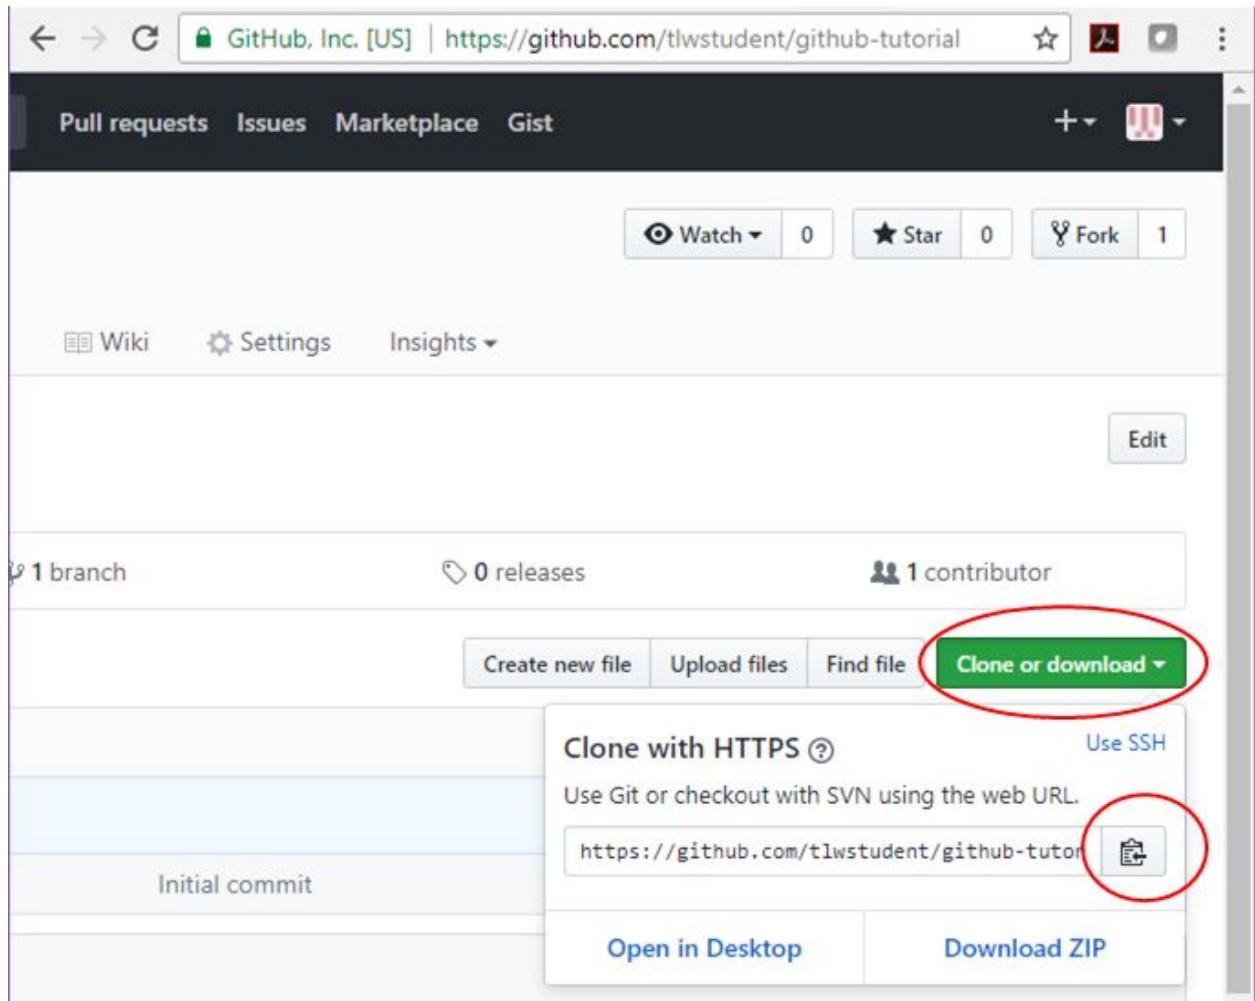 GitHub, Inc. [US] | https://github.com/tlwstudent/github-tutorial
Pull requests Issues Marketplace Gist
Watch 0 Star 0 Fork 1
Wiki Settings Insights
Edit
1 branch 0 releases 1 contributor
Create new file Upload files Find file Clone or download
Clone with HTTPS Use SSH
Use Git or checkout with SVN using the web URL.
https://github.com/tlwstudent/github-tutor
Initial commit
Open in Desktop Download ZIP